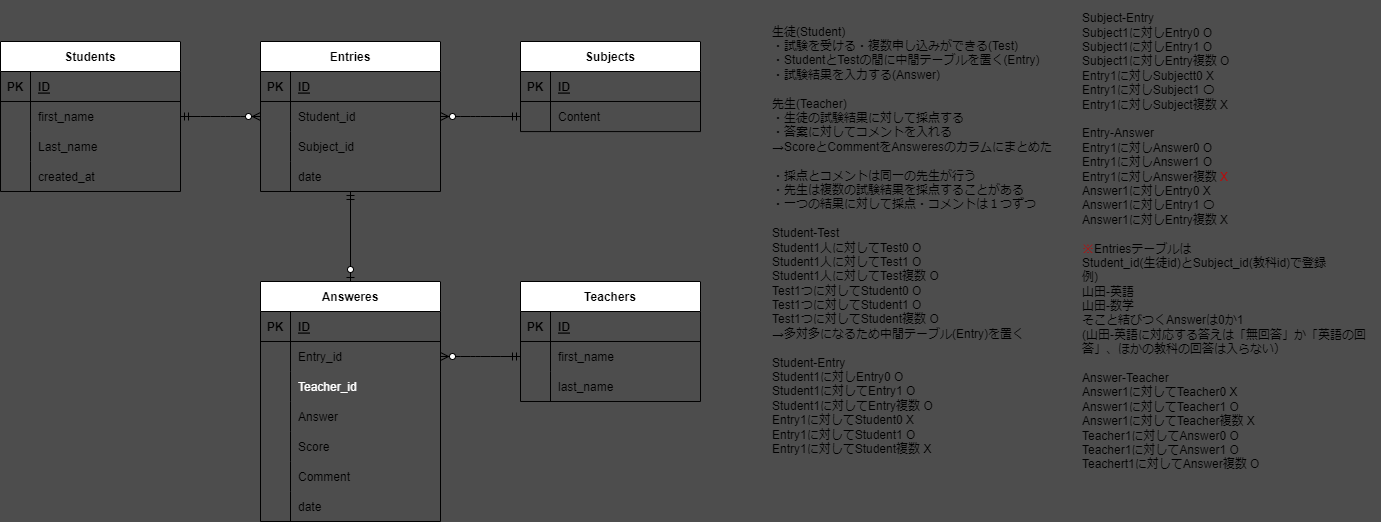 Students
PK ID
first_name
Last_name
created_at
Entries
PK ID
Student_id
Subject_id
date
Subjects
PK ID
Content
Answeres
PK ID
Entry_id
Teacher_id
Answer
Score
Comment
date
Teachers
PK ID
first_name
last_name
生徒(Student)
・試験を受ける・複数申し込みができる(Test)
・StudentとTestの間に中間テーブルを置く(Entry)
・試験結果を入力する(Answer)
先生(Teacher)
・生徒の試験結果に対して採点する
・答案に対してコメントを入れる
→ScoreとCommentをAnsweresのカラムにまとめた
・採点とコメントは同一の先生が行う
・先生は複数の試験結果を採点することがある
・一つの結果に対して採点・コメントは１つずつ
Student-Test
Student1人に対してTest0 O
Student1人に対してTest1 O
Student1人に対してTest複数 O
Test1つに対してStudent0 O
Test1つに対してStudent1 O
Test1つに対してStudent複数 O
→多対多になるため中間テーブル(Entry)を置く
Student-Entry
Student1に対しEntry0 O
Student1に対してEntry1 O
Student1に対してEntry複数 O
Entry1に対してStudent0 X
Entry1に対してStudent1 O
Entry1に対してStudent複数 X
Subject-Entry
Subject1に対しEntry0 O
Subject1に対しEntry1 O
Subject1に対しEntry複数 O
Entry1に対しSubjectt0 X
Entry1に対しSubject1 〇
Entry1に対しSubject複数 X
Entry-Answer
Entry1に対しAnswer0 O
Entry1に対しAnswer1 O
Entry1に対しAnswer複数 X
Answer1に対しEntry0 X
Answer1に対しEntry1 〇
Answer1に対しEntry複数 X
※Entriesテーブルは
Student_id(生徒id)とSubject_id(教科id)で登録
例)
山田-英語
山田-数学
そこと結びつくAnswerは0か1
(山田-英語に対応する答えは「無回答」か「英語の回
答」、ほかの教科の回答は入らない）
Answer-Teacher
Answer1に対してTeacher0 X
Answer1に対してTeacher1 O
Answer1に対してTeacher複数 X
Teacher1に対してAnswer0 O
Teacher1に対してAnswer1 O
Teachert1に対してAnswer複数 O